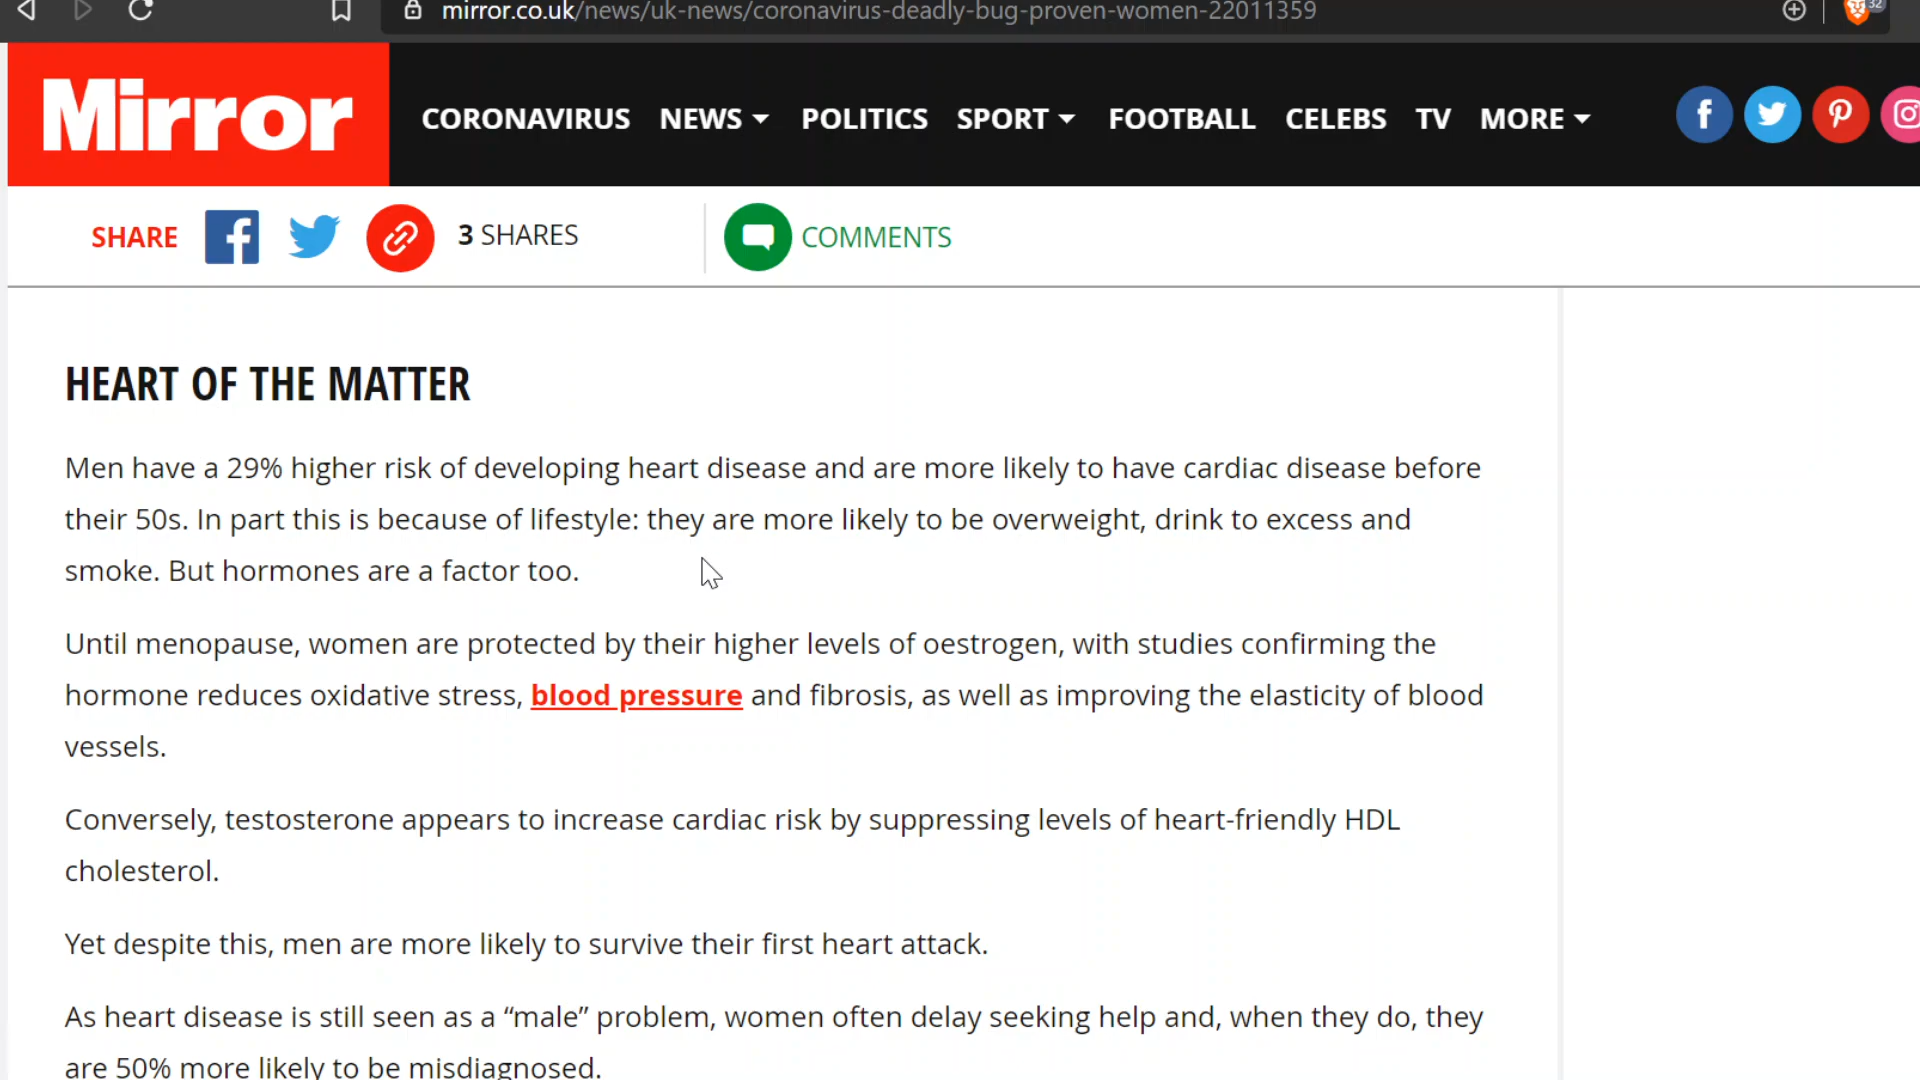 mirror.co.uk/news/uk-news/coronavirus-deadly-bug-proven-women-22011359
32
Mirror
CORONAVIRUS NEWS POLITICS SPORT FOOTBALL CELEBS TV MORE
SHARE 3 SHARES COMMENTS
HEART OF THE MATTER
Men have a 29% higher risk of developing heart disease and are more likely to have cardiac disease before
their 50s. In part this is because of lifestyle: they are more likely to be overweight, drink to excess and
smoke. But hormones are a factor too.
Until menopause, women are protected by their higher levels of oestrogen, with studies confirming the
hormone reduces oxidative stress, blood pressure and fibrosis, as well as improving the elasticity of blood
vessels.
Conversely, testosterone appears to increase cardiac risk by suppressing levels of heart-friendly HDL
cholesterol.
Yet despite this, men are more likely to survive their first heart attack.
As heart disease is still seen as a “male” problem, women often delay seeking help and, when they do, they
are 50% more likely to be misdiagnosed.